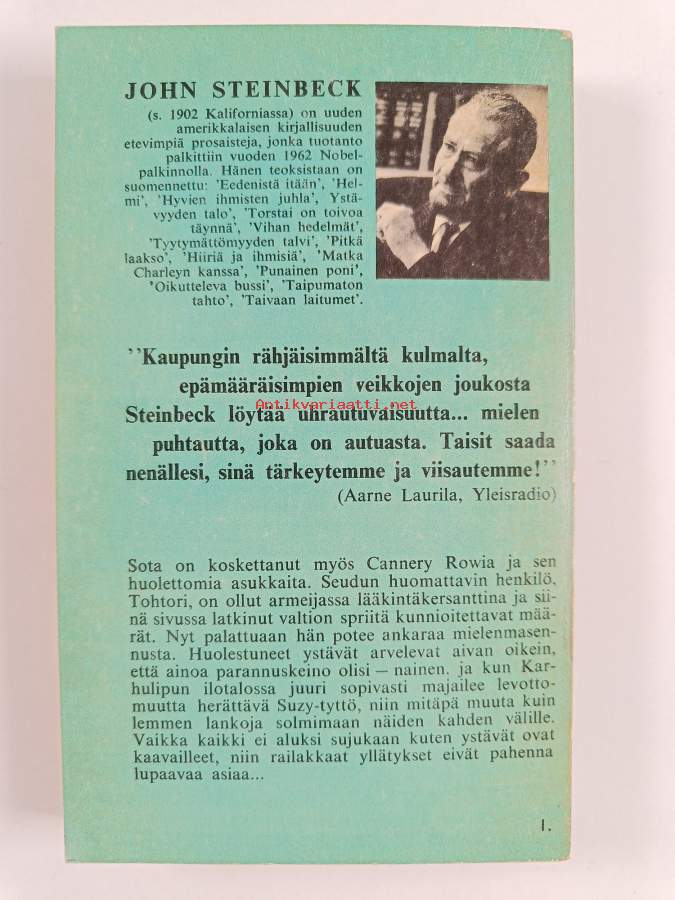 JOHN STEINBECK
(s. 1902 Kaliforniassa) on uuden
amerikkalaisen kirjallisuuden
etevimpiä prosaisteja, jonka tuotanto
palkittiin vuoden 1962 Nobel-
palkinnolla. Hänen teoksistaan on
suomennettu: 'Eedenistä itään', 'Hel-
mi', 'Hyvien ihmisten juhla', Ystä-
vyyden talo', 'Torstai on toivoa
täynnä', 'Vihan hedelmät',
'Tyytymättömyyden talvi', 'Pitkä
laakso', 'Hiiriä ja ihmisiä', 'Matka
Charleyn kanssa', 'Punainen poni',
'Oikutteleva bussi', 'Taipumaton
tahto', 'Taivaan laitumet'.
"Kaupungin rähjäisimmältä kulmalta,
epämääräisimpien veikkojen joukosta
Antikvariaatti.net
Steinbeck löytää uhrautuvaisuutta... mielen
puhtautta, joka on autuasta. Taisit saada
nenällesi, sinä tärkeytemme ja viisautemme!"
(Aarne Laurila, Yleisradio)
Sota on koskettanut myös Cannery Rowia ja sen
huolettomia asukkaita. Seudun huomattavin henkilö,
Tohtori, on ollut armeijassa lääkintäkersanttina ja sii-
nä sivussa latkinut valtion spriitä kunnioitettavat mää-
rät. Nyt palattuaan hän potee ankaraa mielenmasen-
nusta. Huolestuneet ystävät arvelevat aivan oikein,
että ainoa parannuskeino olisi — nainen, ja kun Kar-
hulipun ilotalossa juuri sopivasti majailee levotto-
muutta herättävä Suzy-tyttö, niin mitäpä muuta kuin
lemmen lankoja solmimaan näiden kahden välille.
Vaikka kaikki ei aluksi sujukaan kuten ystävät ovat
kaavailleet, niin railakkaat yllätykset eivät pahenna
lupaavaa asiaa...
1.